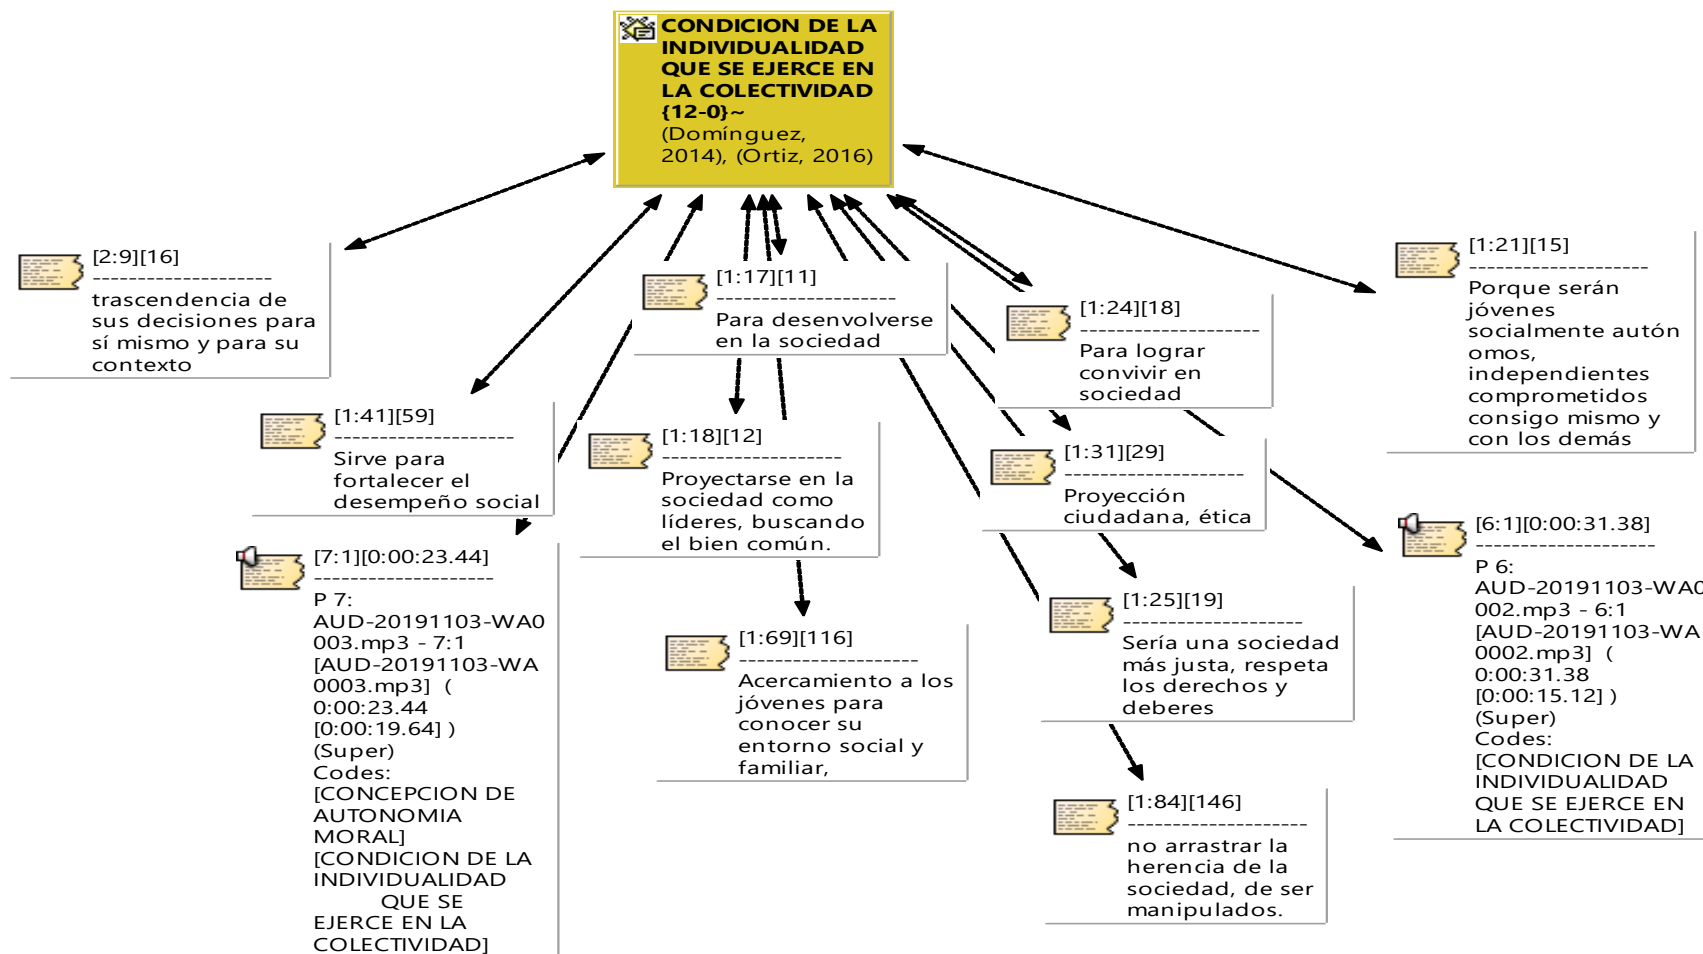 CONDICION DE LA
INDIVIDUALIDAD
QUE SE EJERCE EN
LA COLECTIVIDAD
{12-0}~
(Domínguez,
2014), (Ortiz, 2016)
[2:9][16]
--------------------
trascendencia de
sus decisiones para
sí mismo y para su
contexto
[1:17][11]
--------------------
Para desenvolverse
en la sociedad
[1:24][18]
--------------------
Para lograr
convivir en
sociedad
[1:21][15]
--------------------
Porque serán
jóvenes
socialmente autón
omos,
independientes
comprometidos
consigo mismo y
con los demás
[1:41][59]
--------------------
Sirve para
fortalecer el
desempeño social
[1:18][12]
--------------------
Proyectarse en la
sociedad como
líderes, buscando
el bien común.
[1:31][29]
--------------------
Proyección
ciudadana, ética
[7:1][0:00:23.44]
--------------------
P 7:
AUD-20191103-WA0
003.mp3 - 7:1
[AUD-20191103-WA
0003.mp3] (
0:00:23.44
[0:00:19.64] )
(Super)
Codes:
[CONCEPCION DE
AUTONOMIA
MORAL]
[CONDICION DE LA
INDIVIDUALIDAD
QUE SE
EJERCE EN LA
COLECTIVIDAD]
[1:69][116]
--------------------
Acercamiento a los
jóvenes para
conocer su
entorno social y
familiar,
[1:25][19]
--------------------
Sería una sociedad
más justa, respeta
los derechos y
deberes
[6:1][0:00:31.38]
--------------------
P 6:
AUD-20191103-WA0
002.mp3 - 6:1
[AUD-20191103-WA
0002.mp3] (
0:00:31.38
[0:00:15.12] )
(Super)
Codes:
[CONDICION DE LA
INDIVIDUALIDAD
QUE SE EJERCE EN
LA COLECTIVIDAD]
[1:84][146]
--------------------
no arrastrar la
herencia de la
sociedad, de ser
manipulados.